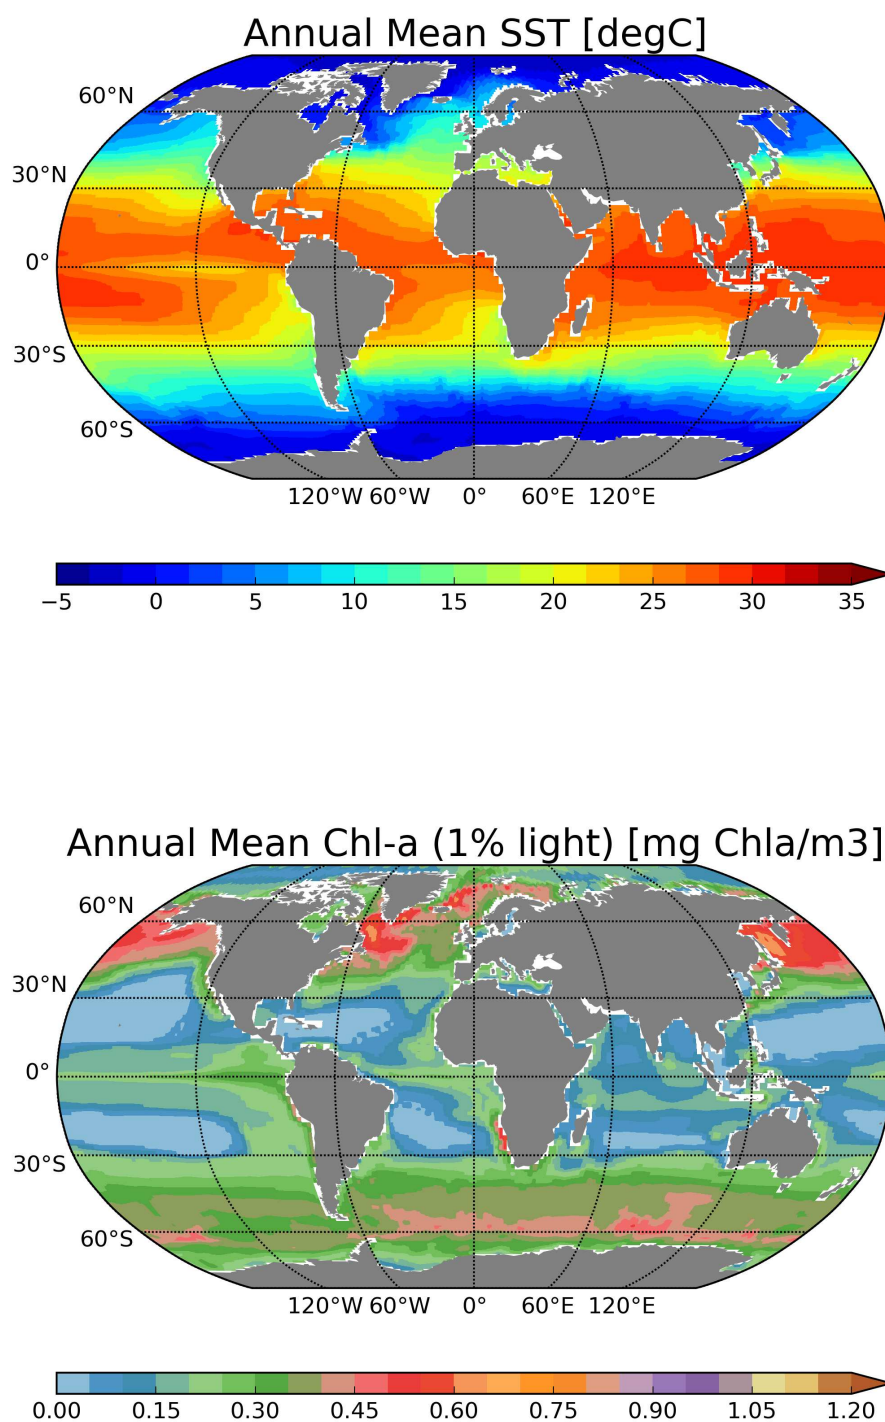 Annual Mean SST [degC]
60°N
30°N
0°
30°S
60°S
120°W 60°W 0° 60°E 120°E
−5 0 5 10 15 20 25 30 35
Annual Mean Chl-a (1% light) [mg Chla/m3]
60°N
30°N
0°
30°S
60°S
120°W 60°W 0° 60°E 120°E
0.00 0.15 0.30 0.45 0.60 0.75 0.90 1.05 1.20